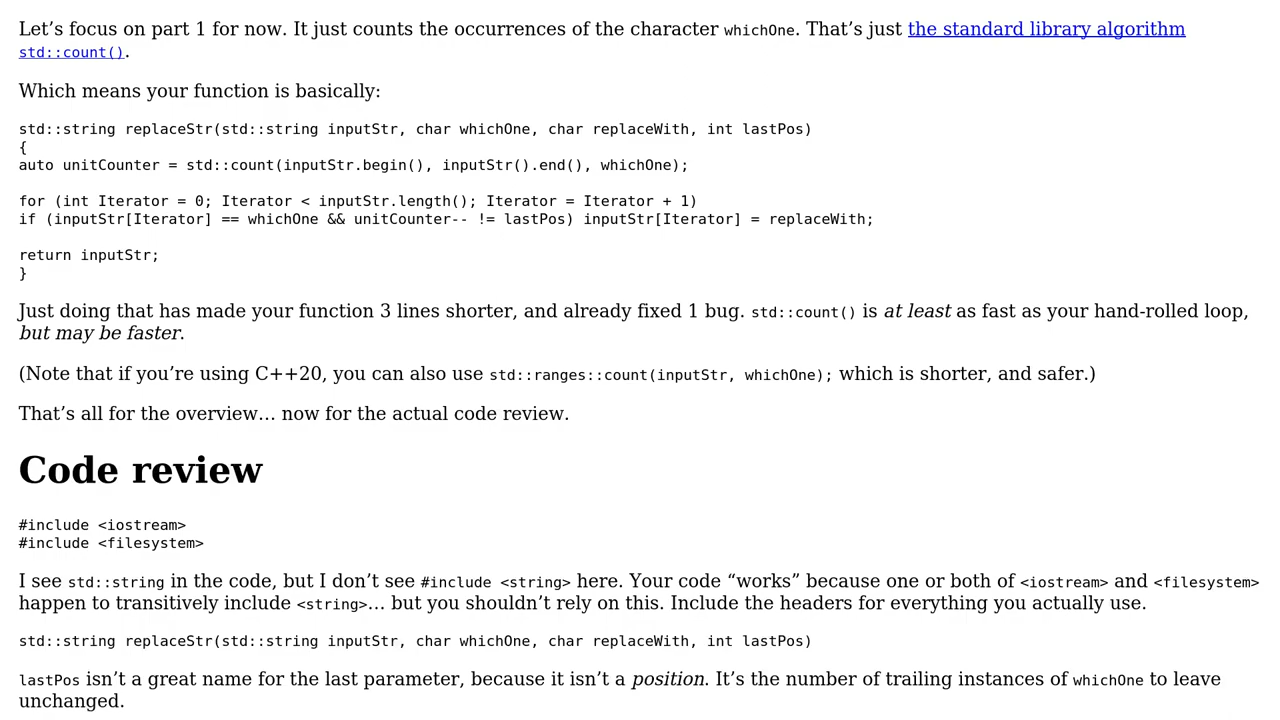 Let’s focus on part 1 for now. It just counts the occurrences of the character whichOne. That’s just the standard library algorithm
std::count().
Which means your function is basically:
std::string replaceStr(std::string inputStr, char whichOne, char replaceWith, int lastPos)
{
auto unitCounter = std::count(inputStr.begin(), inputStr().end(), whichOne);
for (int Iterator = 0; Iterator < inputStr.length(); Iterator = Iterator + 1)
if (inputStr[Iterator] == whichOne && unitCounter-- != lastPos) inputStr[Iterator] = replaceWith;
return inputStr;
}
Just doing that has made your function 3 lines shorter, and already fixed 1 bug. std::count() is at least as fast as your hand-rolled loop,
but may be faster.
(Note that if you’re using C++20, you can also use std::ranges::count(inputStr, whichOne); which is shorter, and safer.)
That’s all for the overview… now for the actual code review.
Code review
#include <iostream>
#include <filesystem>
I see std::string in the code, but I don’t see #include <string> here. Your code “works” because one or both of <iostream> and <filesystem>
happen to transitively include <string>… but you shouldn’t rely on this. Include the headers for everything you actually use.
std::string replaceStr(std::string inputStr, char whichOne, char replaceWith, int lastPos)
lastPos isn’t a great name for the last parameter, because it isn’t a position. It’s the number of trailing instances of whichOne to leave
unchanged.